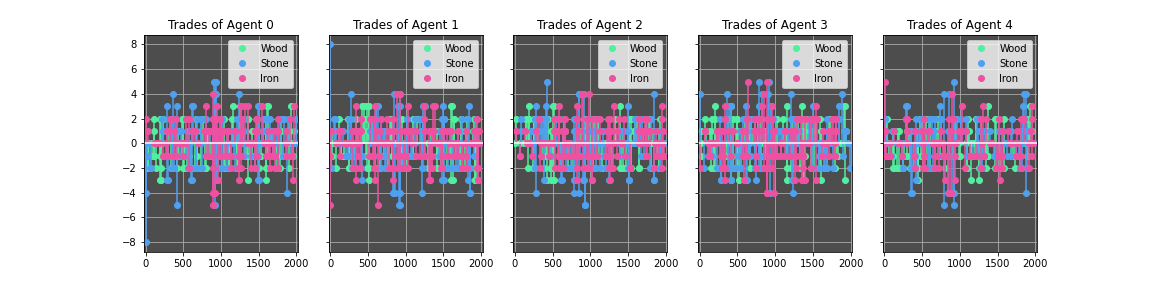 Trades of Agent 0 Trades of Agent 1 Trades of Agent 2 Trades of Agent 3 Trades of Agent 4
Wood Wood Wood Wood Wood
Stone Stone Stone Stone Stone
Iron Iron Iron Iron Iron
8
6
4
2
0
−2
−4
−6
−8
0 500 1000 1500 2000 0 500 1000 1500 2000 0 500 1000 1500 2000 0 500 1000 1500 2000 0 500 1000 1500 2000